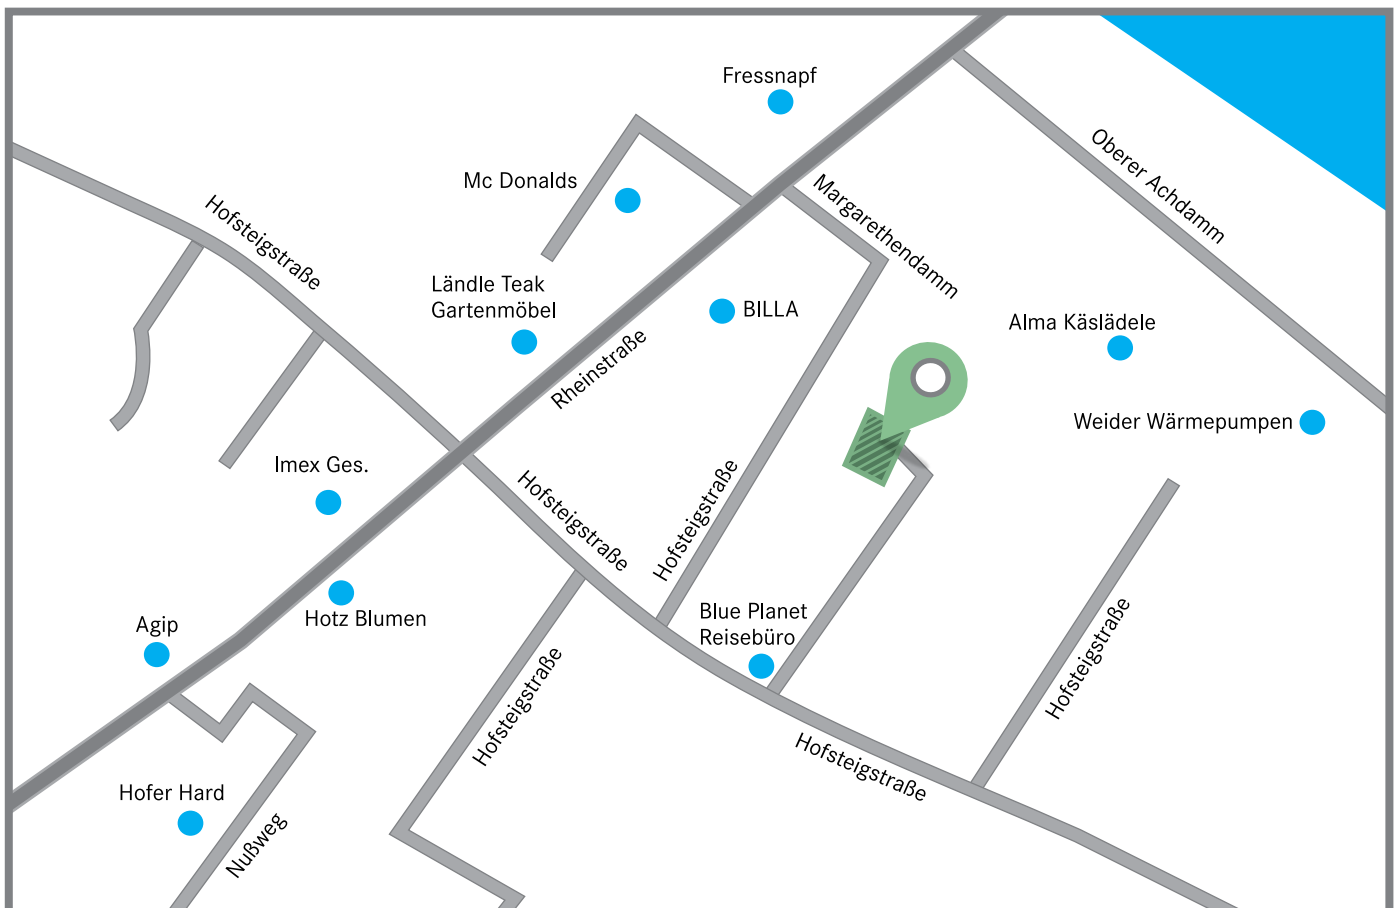 Fressnapf
Oberer Achdamm
Mc Donalds
Margarethendamm
Hofsteigstraße
Ländle Teak
Gartenmöbel
BILLA
Alma Käslädele
Rheinstraße
Weider Wärmepumpen
Imex Ges.
Hofsteigstraße
Hofsteigstraße
Hotz Blumen
Agip
Blue Planet
Reisebüro
Hofsteigstraße
Hofsteigstraße
Hofsteigstraße
Hofer Hard
Nußweg